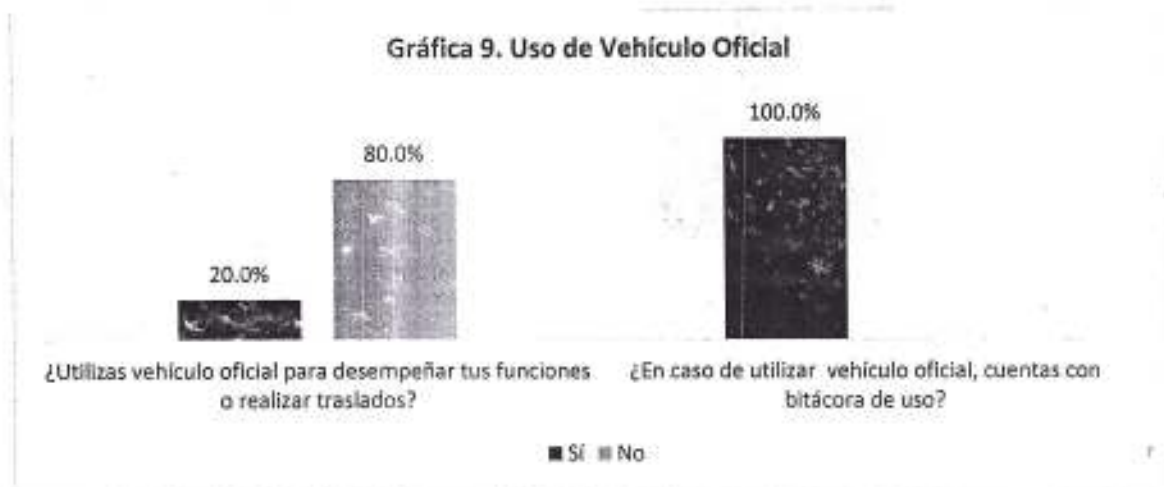 Gráfica 9. Uso de Vehículo Oficial
100.0%
80.0%
20.0%
¿Utilizas vehículo oficial para desempeñar tus funciones
o realizar traslados?
¿En caso de utilizar vehículo oficial, cuentas con
bitácora de uso?
Sí No